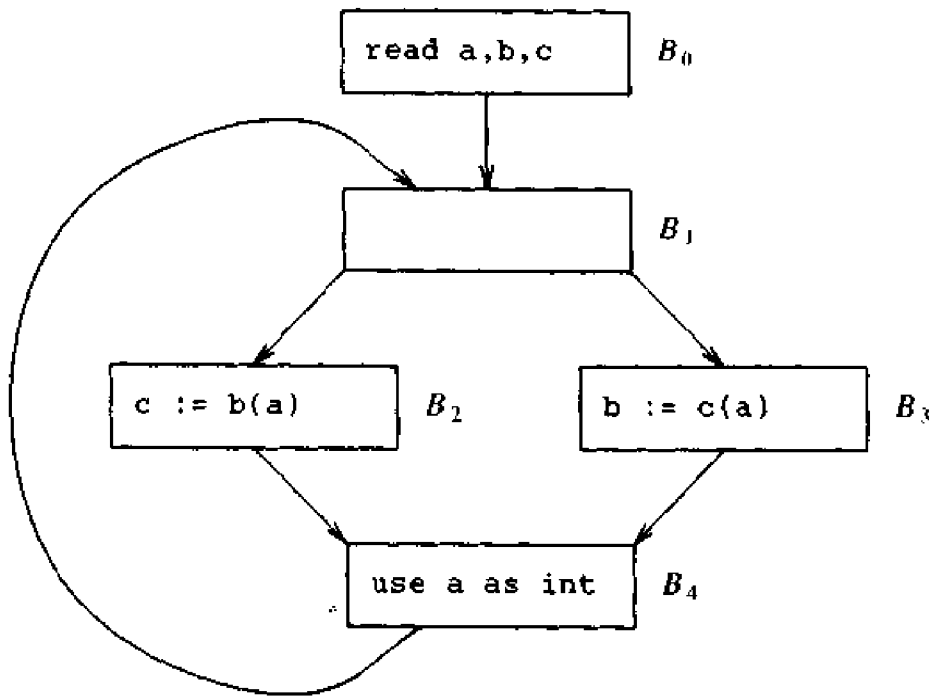 read a,b,c B₀
B₁
c := b(a) B₂
b := c(a) B₃
use a as int B₄